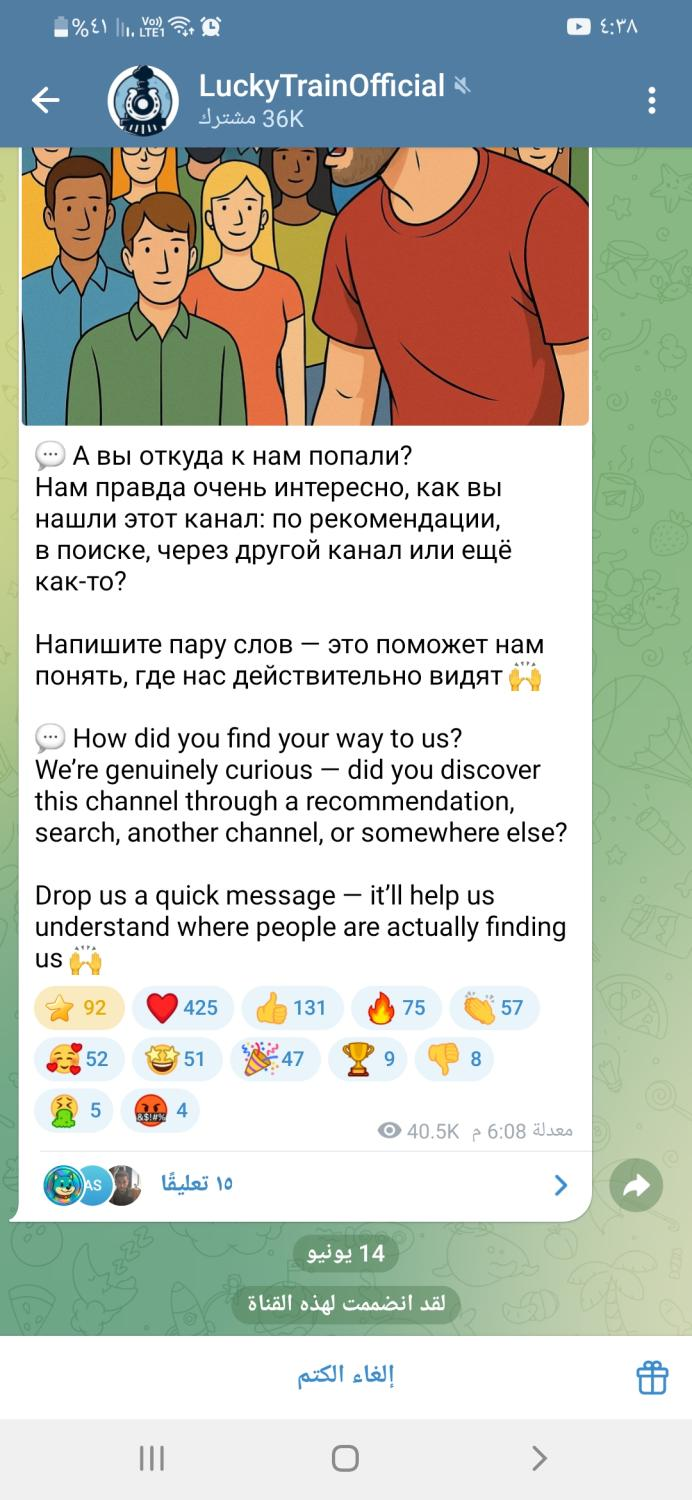 %٤١ Vo)) LTE1 ٤:٣٨
LuckyTrainOfficial
36K مشترك
💬 А вы откуда к нам попали?
Нам правда очень интересно, как вы
нашли этот канал: по рекомендации,
в поиске, через другой канал или ещё
как-то?
Напишите пару слов — это поможет нам
понять, где нас действительно видят 🙌
💬 How did you find your way to us?
We’re genuinely curious — did you discover
this channel through a recommendation,
search, another channel, or somewhere else?
Drop us a quick message — it’ll help us
understand where people are actually finding
us 🙌
⭐ 92 ❤️ 425 👍 131 🔥 75 👏 57
🥰 52 🤩 51 🎉 47 🏆 9 👎 8
🤮 5 🤬 4
40.5K معدلة 6:08 م
AS ١٥ تعليقًا
14 يونيو
لقد انضممت لهذه القناة
إلغاء الكتم